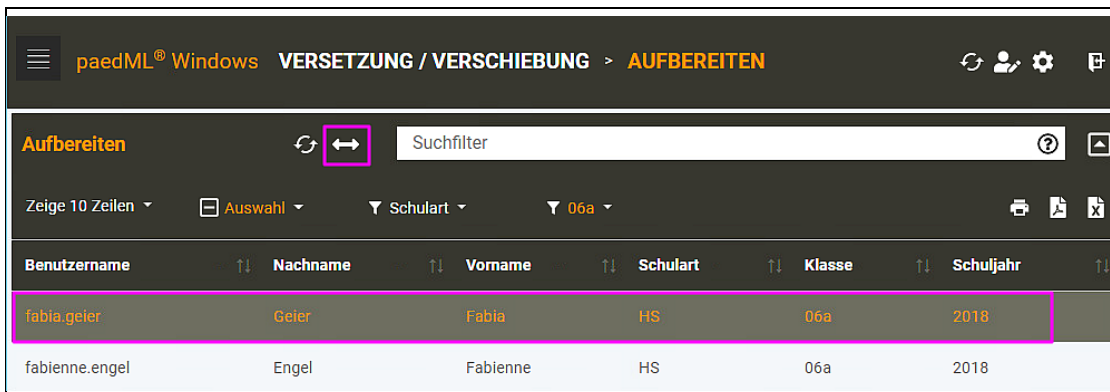 paedML® Windows VERSETZUNG / VERSCHIEBUNG > AUFBEREITEN
Aufbereiten Suchfilter
Zeige 10 Zeilen Auswahl Schulart 06a
Benutzername Nachname Vorname Schulart Klasse Schuljahr
fabia.geier Geier Fabia HS 06a 2018
fabienne.engel Engel Fabienne HS 06a 2018